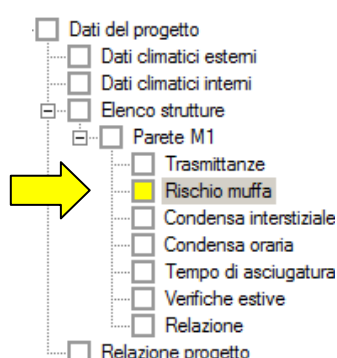 Dati del progetto
Dati climatici esterni
Dati climatici interni
Elenco strutture
Parete M1
Trasmittanze
Rischio muffa
Condensa interstiziale
Condensa oraria
Tempo di asciugatura
Verifiche estive
Relazione
Relazione progetto